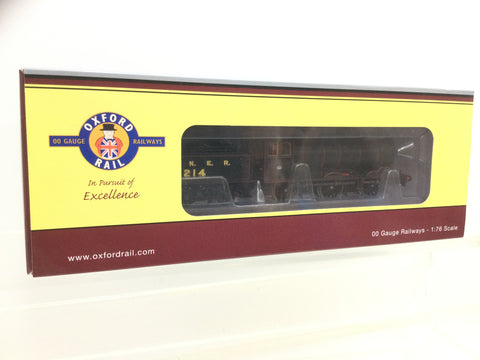 OXFORD
00 GAUGE RAILWAYS
RAIL
In Pursuit of
Excellence
N. E. R.
214
www.oxfordrail.com
00 Gauge Railways - 1:76 Scale